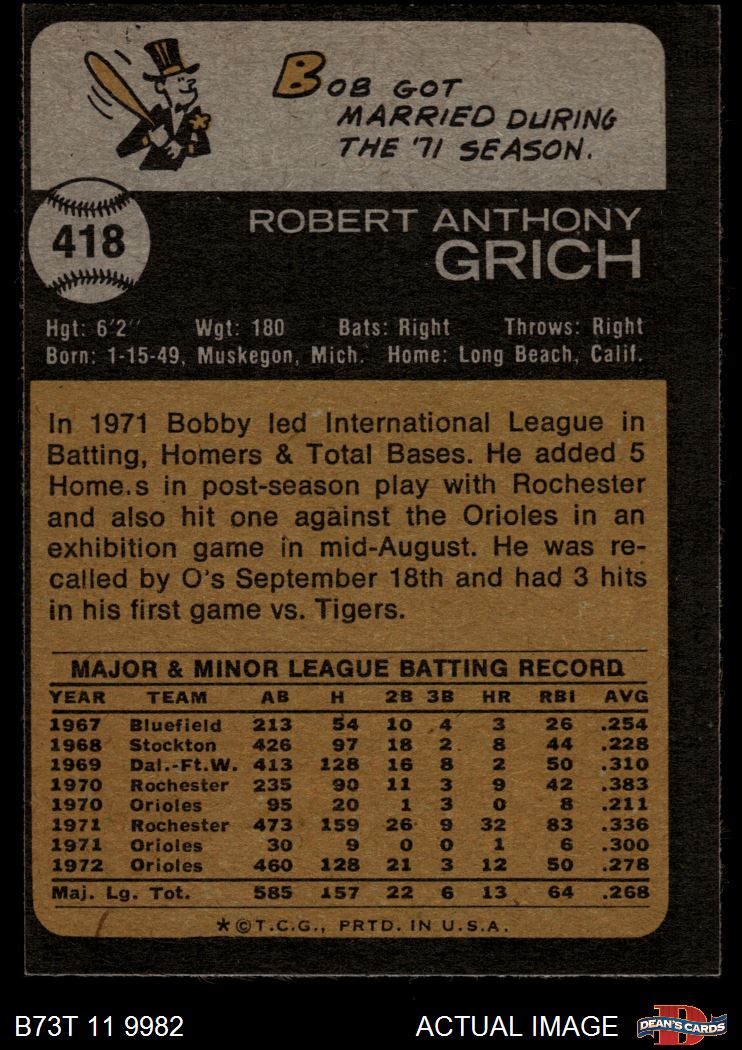 BOB GOT
MARRIED DURING
THE '71 SEASON.
418
ROBERT ANTHONY
GRICH
Hgt: 6'2" Wgt: 180 Bats: Right Throws: Right
Born: 1-15-49, Muskegon, Mich. Home: Long Beach, Calif.
In 1971 Bobby led International League in
Batting, Homers & Total Bases. He added 5
Home.s in post-season play with Rochester
and also hit one against the Orioles in an
exhibition game in mid-August. He was re-
called by O's September 18th and had 3 hits
in his first game vs. Tigers.
MAJOR & MINOR LEAGUE BATTING RECORD
YEAR TEAM AB H 2B 3B HR RBI AVG
1967 Bluefield 213 54 10 4 3 26 .254
1968 Stockton 426 97 18 2 8 44 .228
1969 Dal.-Ft.W. 413 128 16 8 2 50 .310
1970 Rochester 235 90 11 3 9 42 .383
1970 Orioles 95 20 1 3 0 8 .211
1971 Rochester 473 159 26 9 32 83 .336
1971 Orioles 30 9 0 0 1 6 .300
1972 Orioles 460 128 21 3 12 50 .278
Maj. Lg. Tot. 585 157 22 6 13 64 .268
*©T.C.G., PRTD. IN U.S.A.
B73T 11 9982 ACTUAL IMAGE DEAN'S CARDS